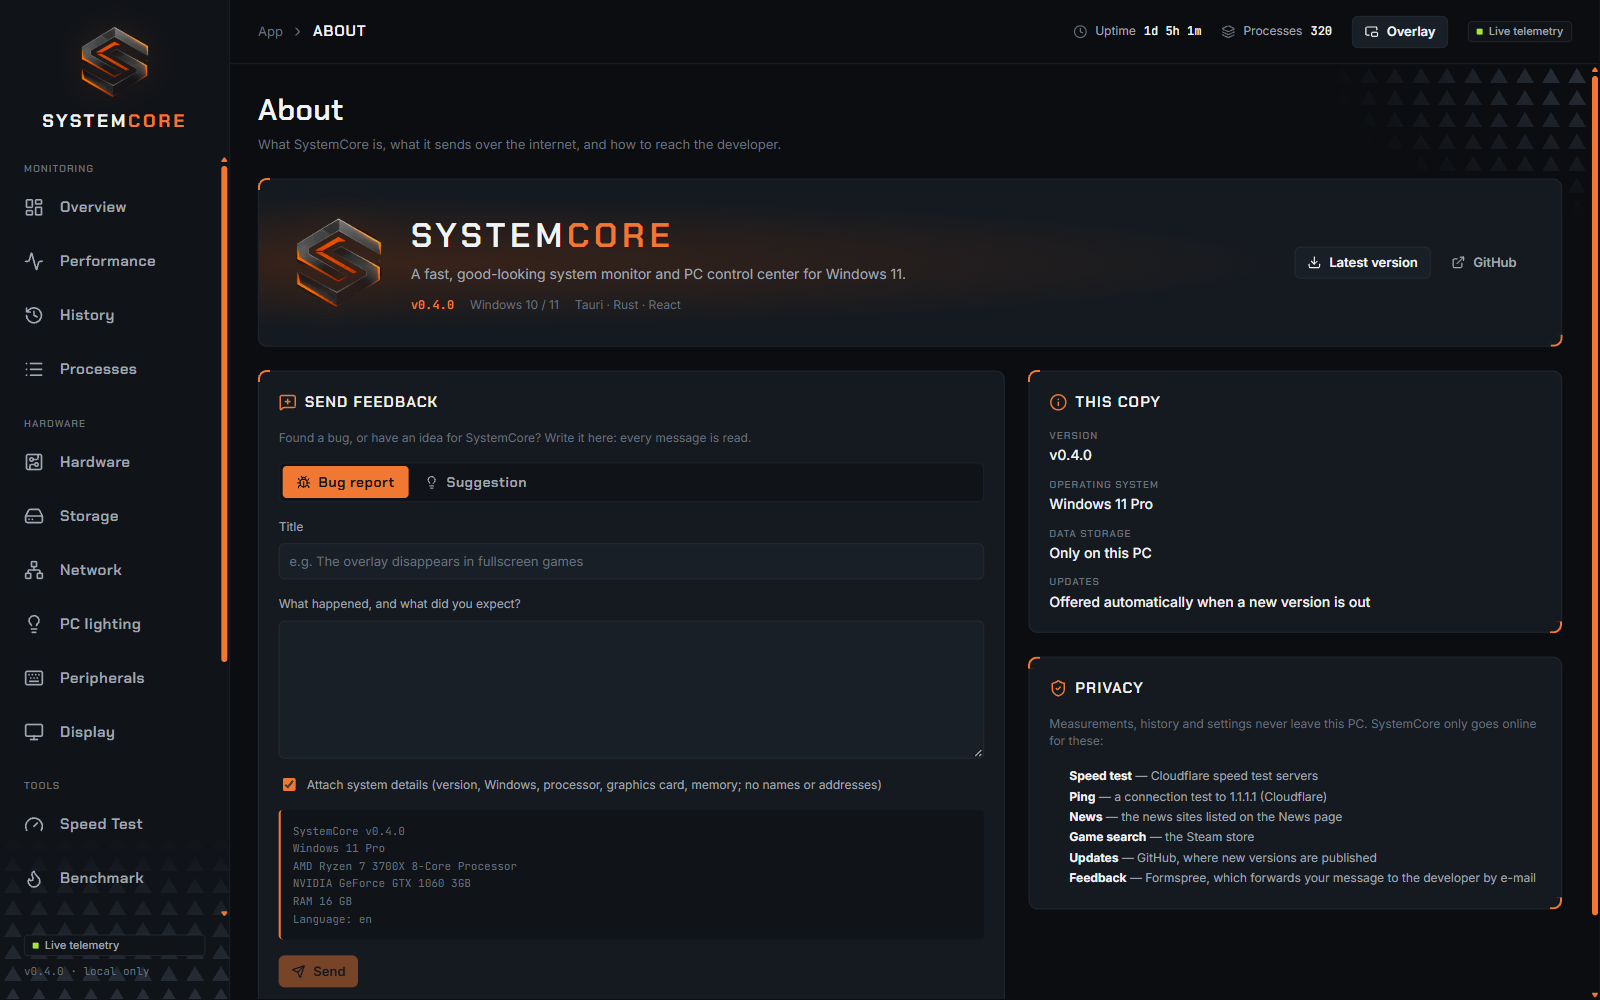 SYSTEMCORE
MONITORING
Overview
Performance
History
Processes
HARDWARE
Hardware
Storage
Network
PC lighting
Peripherals
Display
TOOLS
Speed Test
Benchmark
Live telemetry
v0.4.0 · local only
App > ABOUT
Uptime 1d 5h 1m
Processes 320
Overlay
Live telemetry
About
What SystemCore is, what it sends over the internet, and how to reach the developer.
SYSTEMCORE
A fast, good-looking system monitor and PC control center for Windows 11.
v0.4.0 Windows 10 / 11 Tauri · Rust · React
Latest version
GitHub
SEND FEEDBACK
Found a bug, or have an idea for SystemCore? Write it here: every message is read.
Bug report
Suggestion
Title
e.g. The overlay disappears in fullscreen games
What happened, and what did you expect?
Attach system details (version, Windows, processor, graphics card, memory; no names or addresses)
SystemCore v0.4.0
Windows 11 Pro
AMD Ryzen 7 3700X 8-Core Processor
NVIDIA GeForce GTX 1060 3GB
RAM 16 GB
Language: en
Send
THIS COPY
VERSION
v0.4.0
OPERATING SYSTEM
Windows 11 Pro
DATA STORAGE
Only on this PC
UPDATES
Offered automatically when a new version is out
PRIVACY
Measurements, history and settings never leave this PC. SystemCore only goes online
for these:
Speed test — Cloudflare speed test servers
Ping — a connection test to 1.1.1.1 (Cloudflare)
News — the news sites listed on the News page
Game search — the Steam store
Updates — GitHub, where new versions are published
Feedback — Formspree, which forwards your message to the developer by e-mail